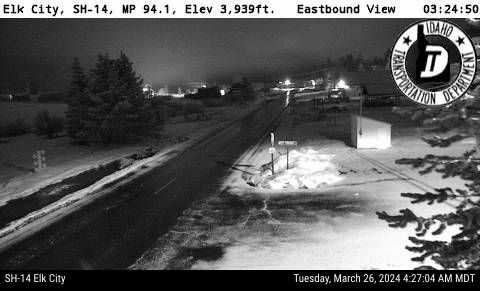 Elk City, SH-14, MP 94.1, Elev 3,939ft. Eastbound View 03:24:50
IDAHO
TRANSPORTATION DEPARTMENT
SH-14 Elk City Tuesday, March 26, 2024 4:27:04 AM MDT